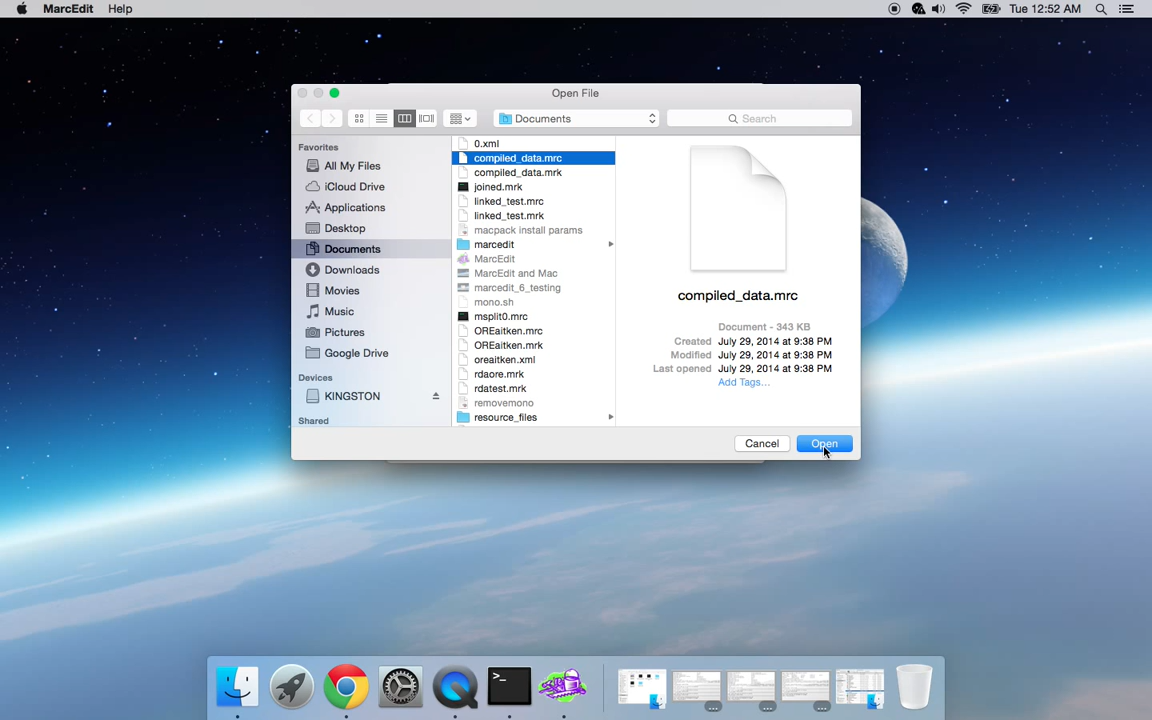 MarcEdit Help Tue 12:52 AM
Open File
Documents Search
Favorites
All My Files
iCloud Drive
Applications
Desktop
Documents
Downloads
Movies
Music
Pictures
Google Drive
Devices
KINGSTON
Shared
0.xml
compiled_data.mrc
compiled_data.mrk
joined.mrk
linked_test.mrc
linked_test.mrk
macpack install params
marcedit
MarcEdit
MarcEdit and Mac
marcedit_6_testing
mono.sh
msplit0.mrc
OREaitken.mrc
OREaitken.mrk
oreaitken.xml
rdaore.mrk
rdatest.mrk
removemono
resource_files
compiled_data.mrc
Document - 343 KB
Created July 29, 2014 at 9:38 PM
Modified July 29, 2014 at 9:38 PM
Last opened July 29, 2014 at 9:38 PM
Add Tags...
Cancel Open
>_